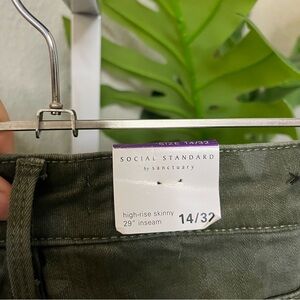 SIZE 14/32
SOCIAL STANDARD
by sanctuary
high-rise skinny
29" inseam
14/32